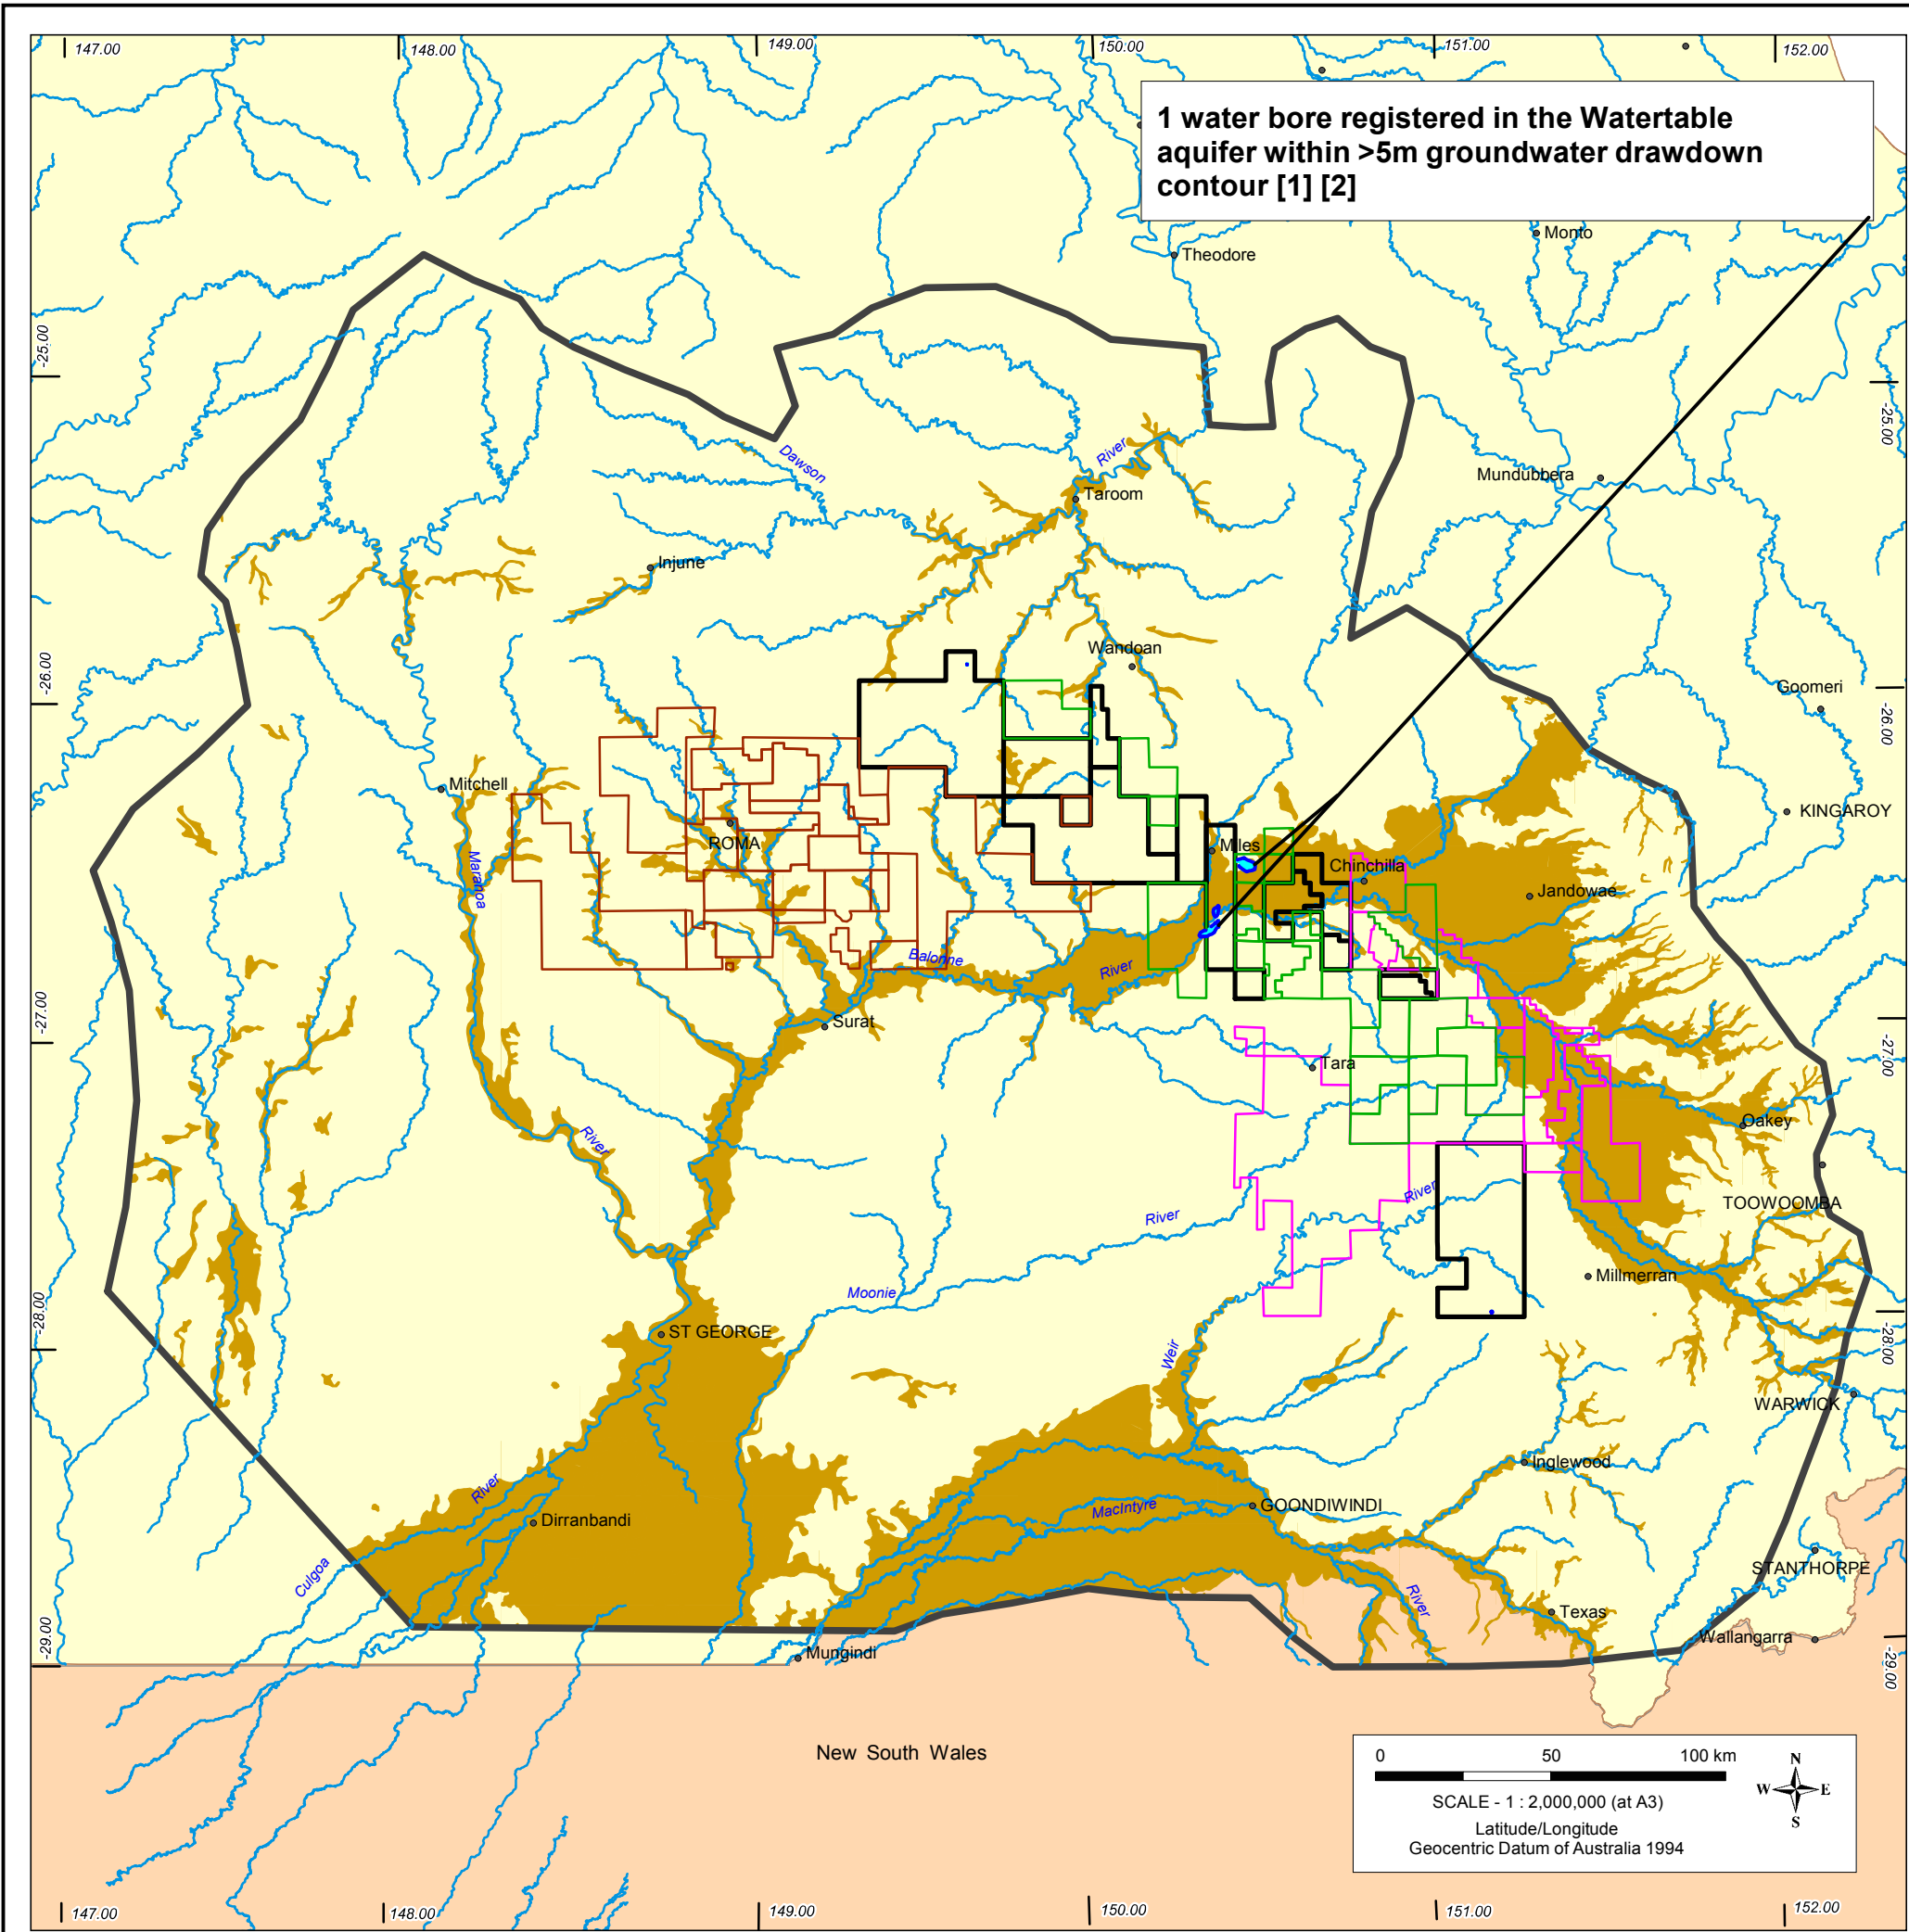 147.00
148.00
149.00
150.00
151.00
152.00
1 water bore registered in the Watertable
aquifer within >5m groundwater drawdown
contour [1] [2]
Monto
Theodore
-25.00
-25.00
Dawson
River
Mundubbera
Taroom
Injune
Wandoan
-26.00
Goomeri
-26.00
Mitchell
KINGAROY
ROMA
Miles
Chinchilla
Maranoa
Jandowae
Balonne
River
-27.00
Surat
-27.00
Tara
Oakey
River
River
TOOWOOMBA
River
Moonie
Millmerran
-28.00
ST GEORGE
-28.00
Weir
WARWICK
Inglewood
River
MacIntyre
GOONDIWINDI
Dirranbandi
Culgoa
STANTHORPE
River
Texas
-29.00
Wallangarra
Mungindi
-29.00
New South Wales
0
50
100 km
N
W
E
S
SCALE - 1 : 2,000,000 (at A3)
Latitude/Longitude
Geocentric Datum of Australia 1994
147.00
148.00
149.00
150.00
151.00
152.00